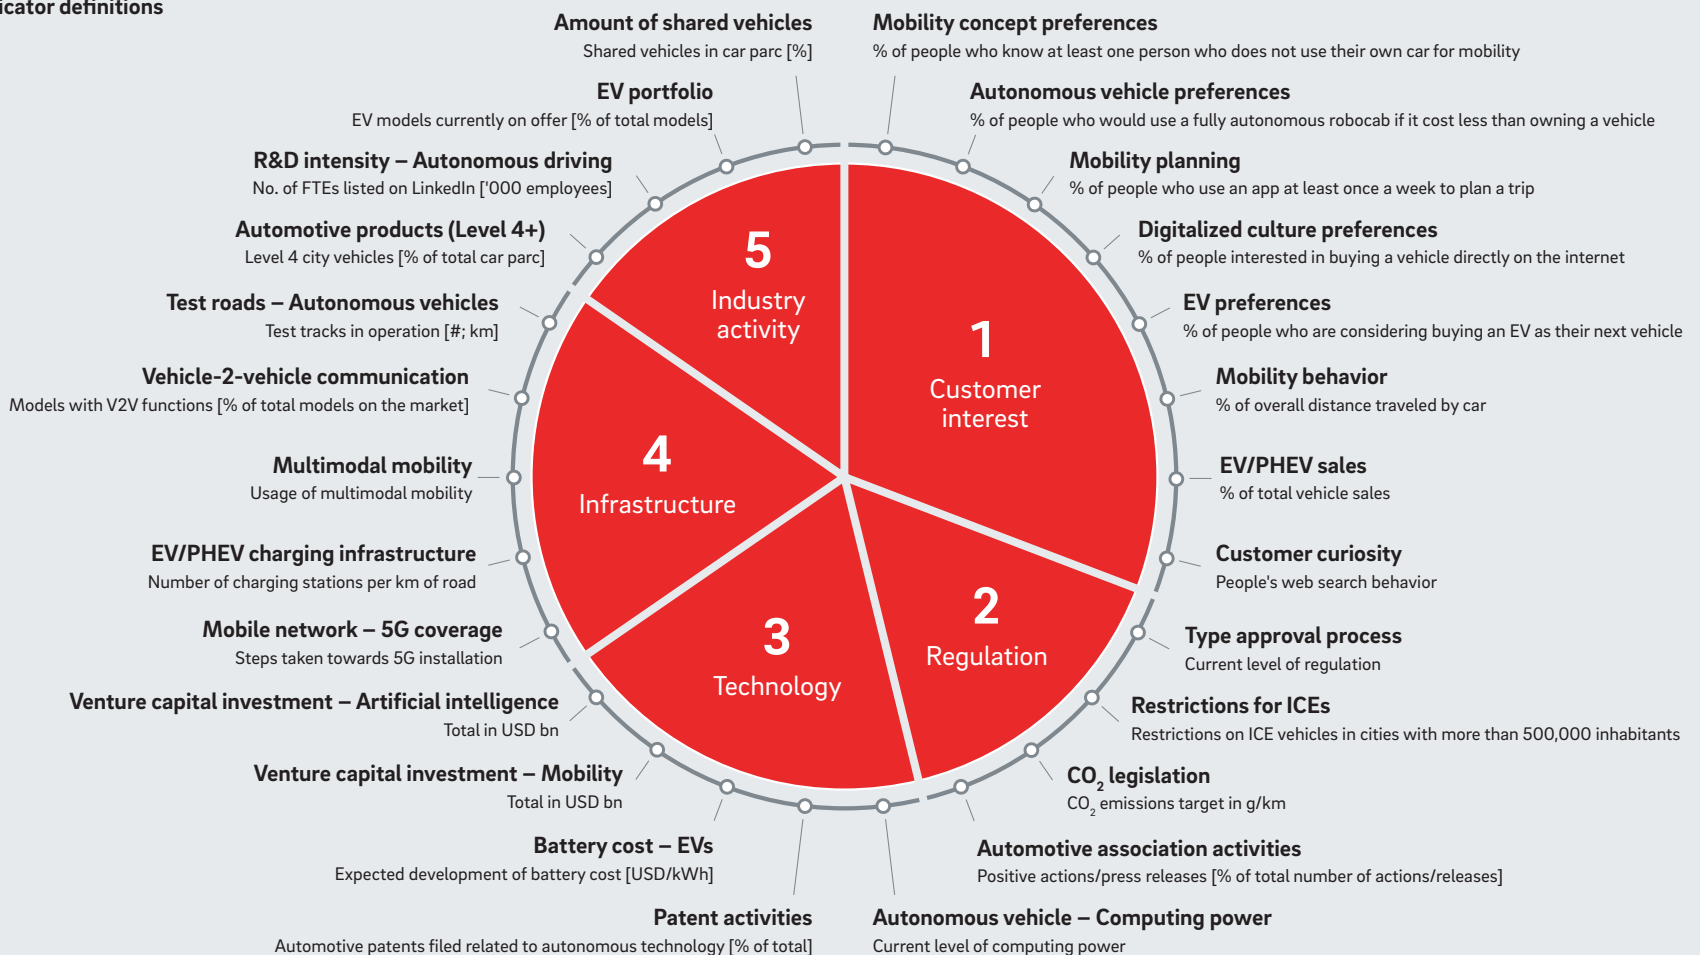 icator definitions
Amount of shared vehicles
Shared vehicles in car parc [%]
EV portfolio
EV models currently on offer [% of total models]
R&D intensity – Autonomous driving
No. of FTEs listed on LinkedIn ['000 employees]
Automotive products (Level 4+)
Level 4 city vehicles [% of total car parc]
Test roads – Autonomous vehicles
Test tracks in operation [#; km]
Vehicle-2-vehicle communication
Models with V2V functions [% of total models on the market]
Multimodal mobility
Usage of multimodal mobility
EV/PHEV charging infrastructure
Number of charging stations per km of road
Mobile network – 5G coverage
Steps taken towards 5G installation
Venture capital investment – Artificial intelligence
Total in USD bn
Venture capital investment – Mobility
Total in USD bn
Battery cost – EVs
Expected development of battery cost [USD/kWh]
Patent activities
Automotive patents filed related to autonomous technology [% of total]
5
Industry
activity
1
Customer
interest
4
Infrastructure
2
Regulation
3
Technology
Mobility concept preferences
% of people who know at least one person who does not use their own car for mobility
Autonomous vehicle preferences
% of people who would use a fully autonomous robocab if it cost less than owning a vehicle
Mobility planning
% of people who use an app at least once a week to plan a trip
Digitalized culture preferences
% of people interested in buying a vehicle directly on the internet
EV preferences
% of people who are considering buying an EV as their next vehicle
Mobility behavior
% of overall distance traveled by car
EV/PHEV sales
% of total vehicle sales
Customer curiosity
People's web search behavior
Type approval process
Current level of regulation
Restrictions for ICEs
Restrictions on ICE vehicles in cities with more than 500,000 inhabitants
CO2 legislation
CO2 emissions target in g/km
Automotive association activities
Positive actions/press releases [% of total number of actions/releases]
Autonomous vehicle – Computing power
Current level of computing power